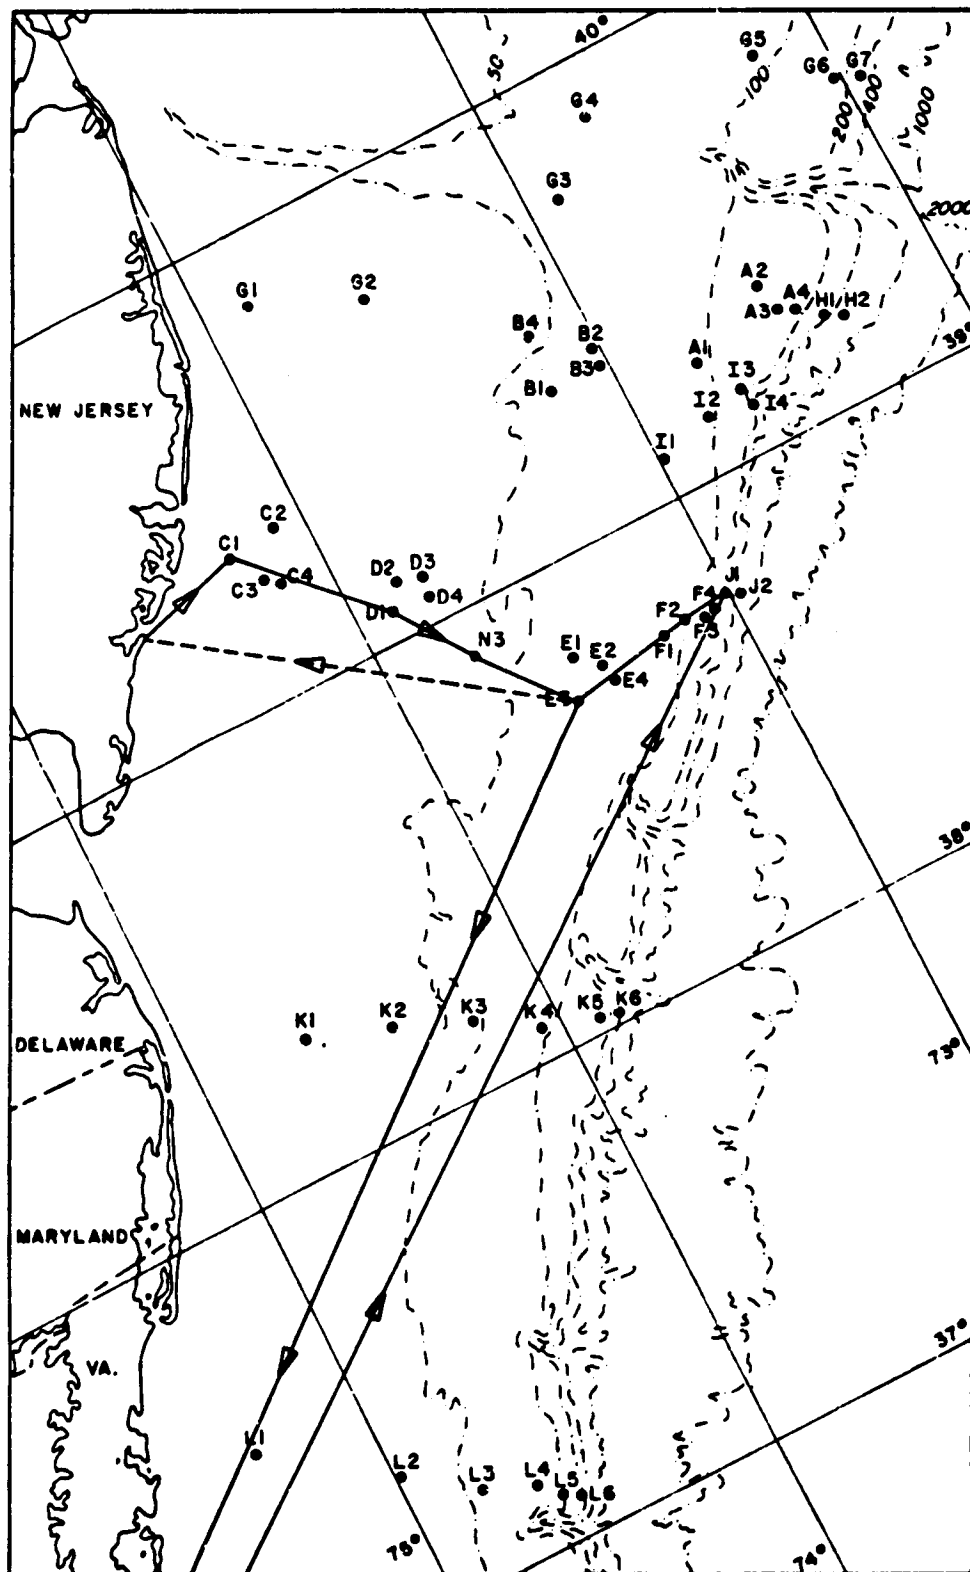 40°
50
100
G5
G6
G7
200
400
1000
G4
G3
2000
G1
G2
A2
A3
A4
H1/H2
B4
B2
B3
B1
39°
A1
I3
I2
I4
NEW JERSEY
I1
C2
C1
C3
C4
D2
D3
D4
D1
N3
J1
J2
F4
F2
F3
F1
E1
E2
E4
38°
K1
K2
K3
K4
K5
K6
DELAWARE
73°
MARYLAND
37°
VA.
L1
L2
L3
L4
L5
L6
75°
74°